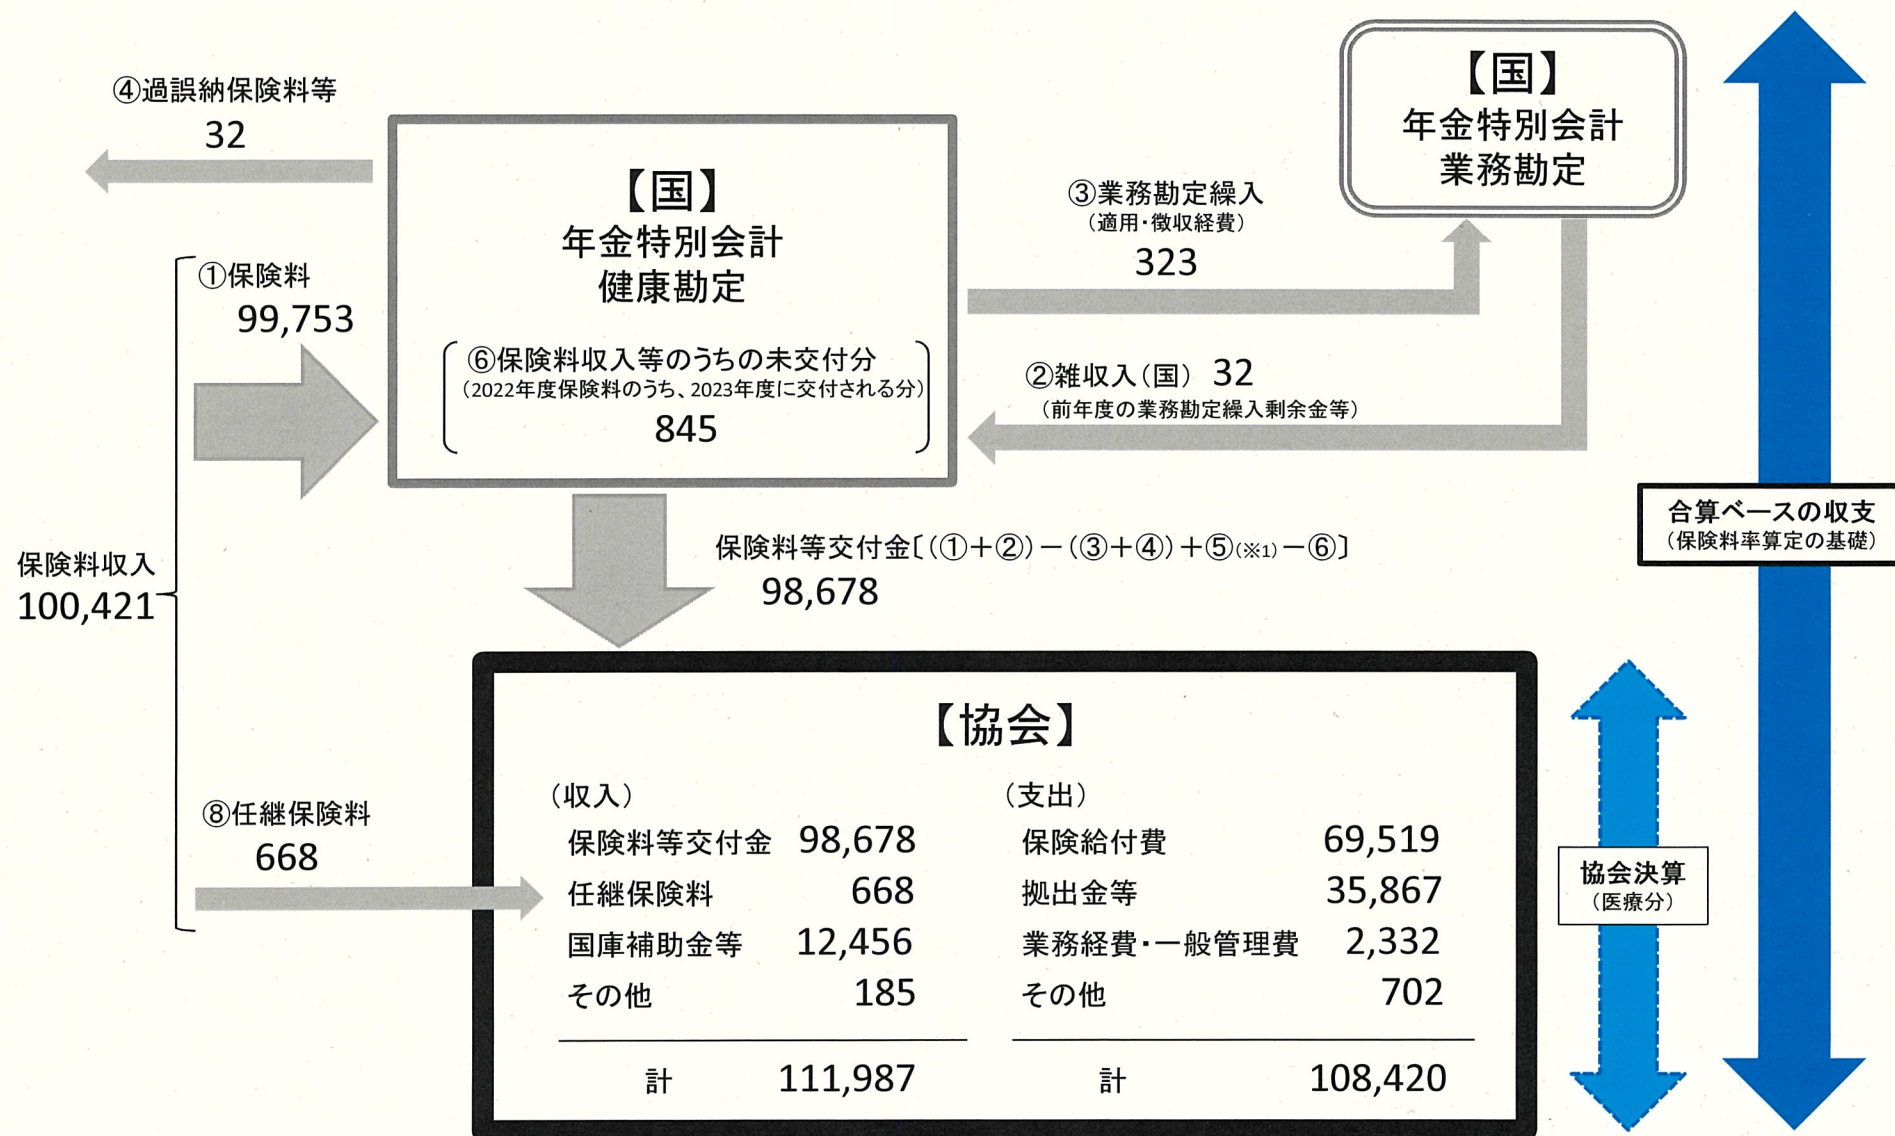 ④過誤納保険料等
32
【国】
年金特別会計
業務勘定
【国】
年金特別会計
健康勘定
③業務勘定繰入
（適用・徴収経費）
323
①保険料
99,753
⑥保険料収入等のうちの未交付分
（2022年度保険料のうち、2023年度に交付される分）
845
②雑収入（国） 32
（前年度の業務勘定繰入剰余金等）
合算ベースの収支
（保険料率算定の基礎）
保険料等交付金〔（①＋②）－（③＋④）＋⑤（※1）－⑥〕
98,678
保険料収入
100,421
【協会】
⑧任継保険料
668
（収入）
保険料等交付金 98,678
任継保険料 668
国庫補助金等 12,456
その他 185
計 111,987
（支出）
保険給付費 69,519
拠出金等 35,867
業務経費・一般管理費 2,332
その他 702
計 108,420
協会決算
（医療分）